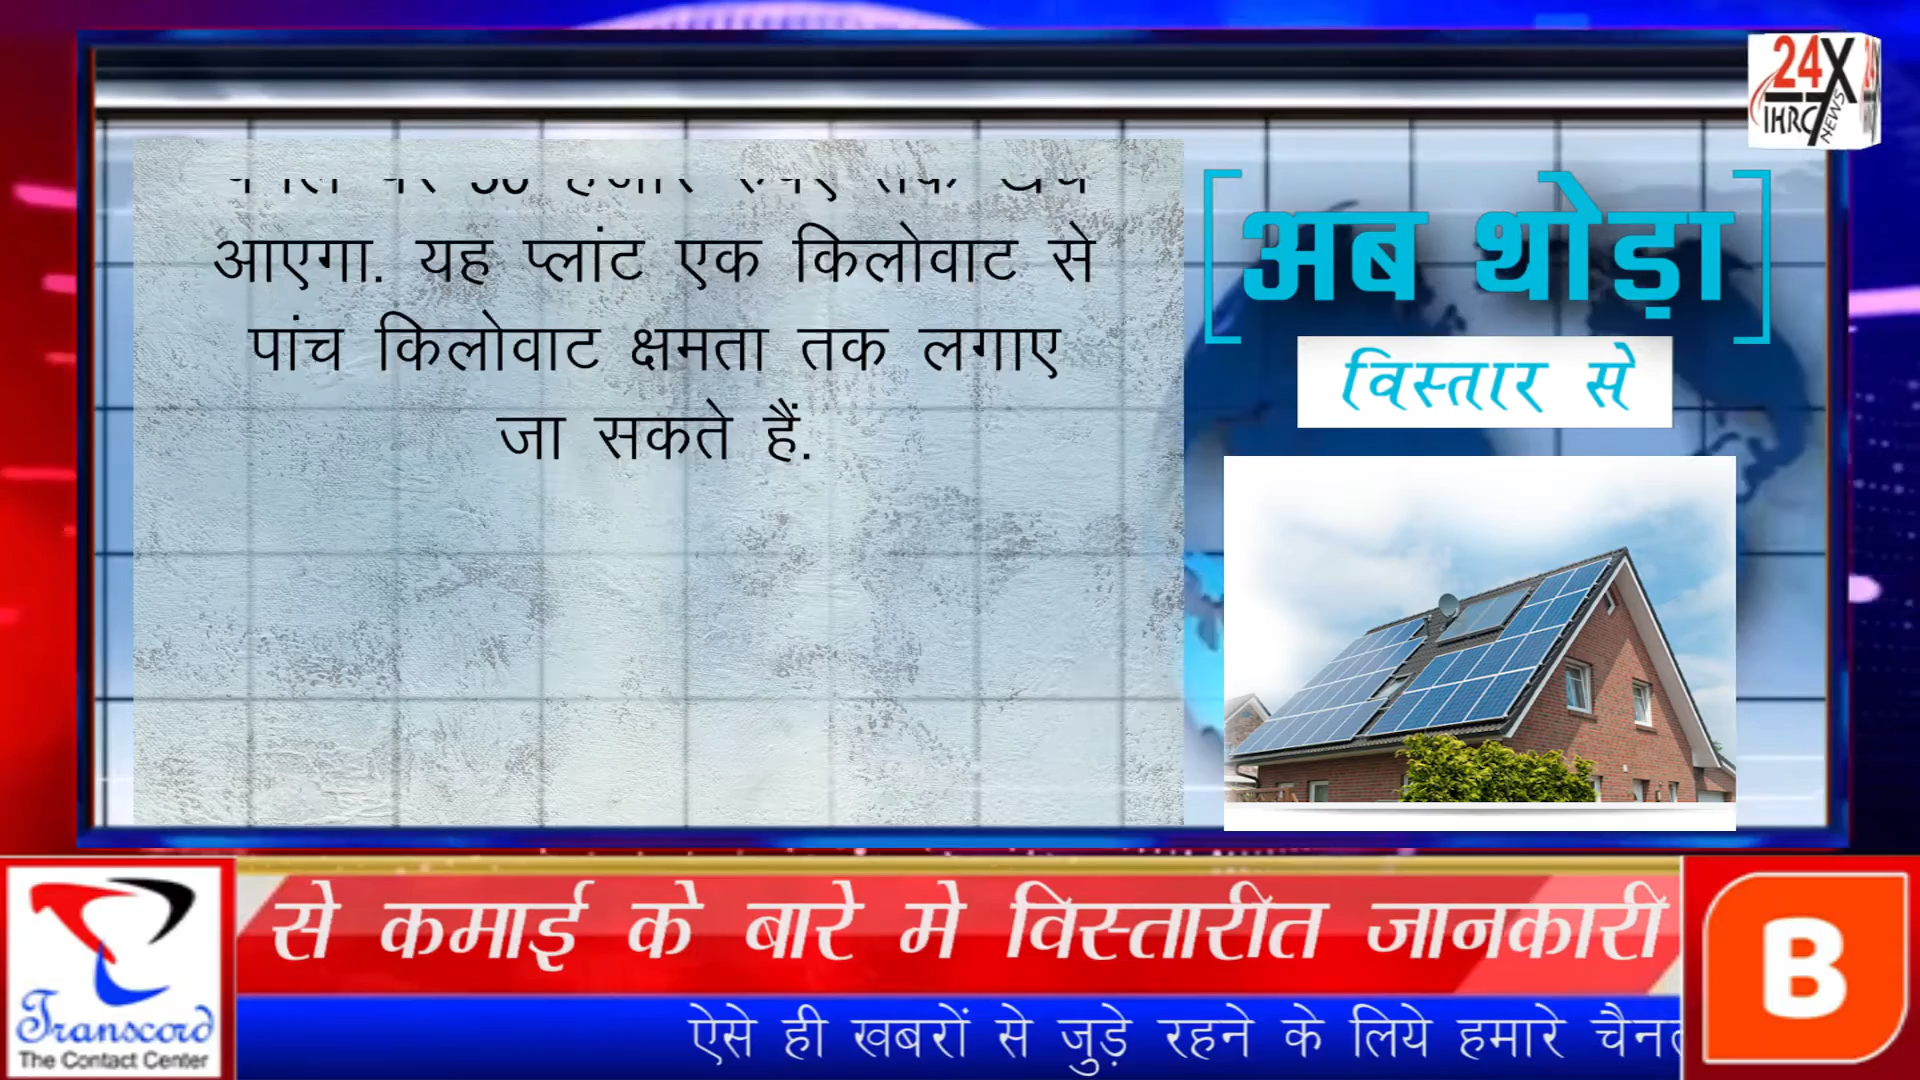 आएगा. यह प्लांट एक किलोवाट से
पांच किलोवाट क्षमता तक लगाए
जा सकते हैं.
24X7
IHRC NEWS
[अब थोड़ा]
विस्तार से
से कमाई के बारे मे विस्तारीत जानकारी
ऐसे ही खबरों से जुड़े रहने के लिये हमारे
Transcord
The Contact Center
B